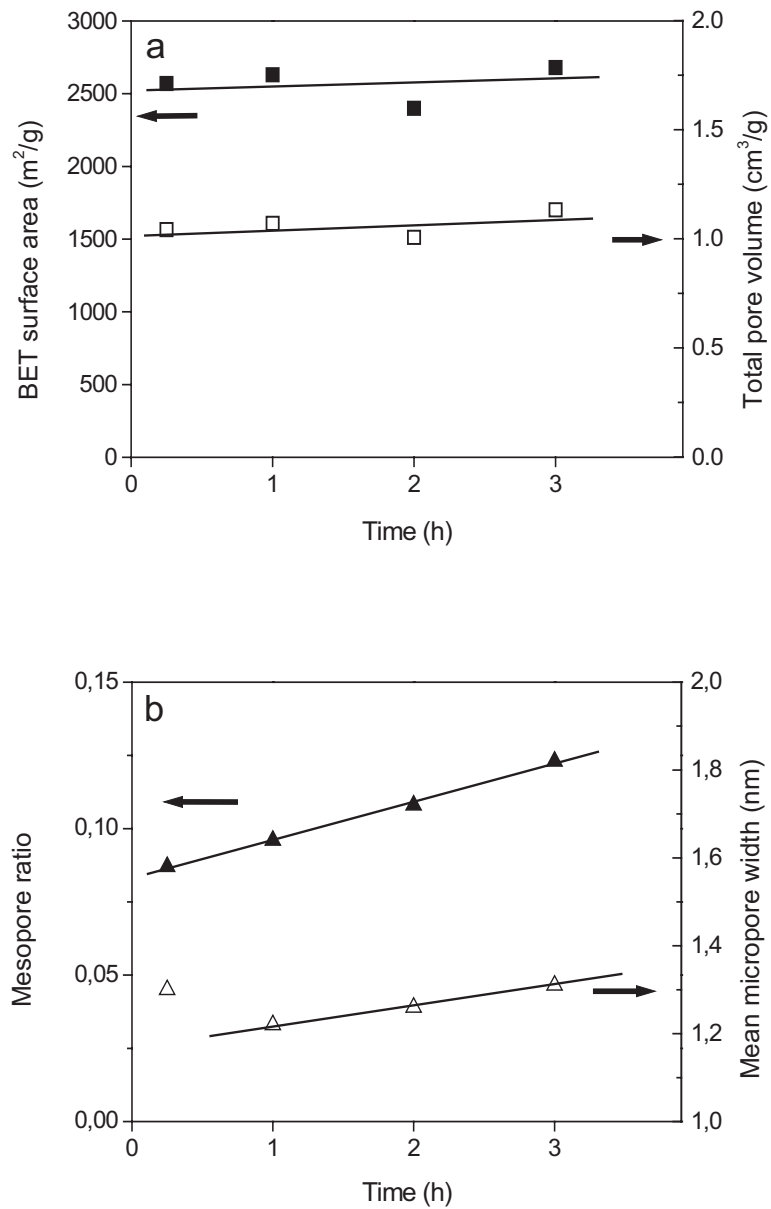 a
3000
2500
2000
1500
1000
500
0
BET surface area (m²/g)
2.0
1.5
1.0
0.5
0.0
Total pore volume (cm³/g)
0 1 2 3
Time (h)
b
0,15
0,10
0,05
0,00
Mesopore ratio
2,0
1,8
1,6
1,4
1,2
1,0
Mean micropore width (nm)
0 1 2 3
Time (h)